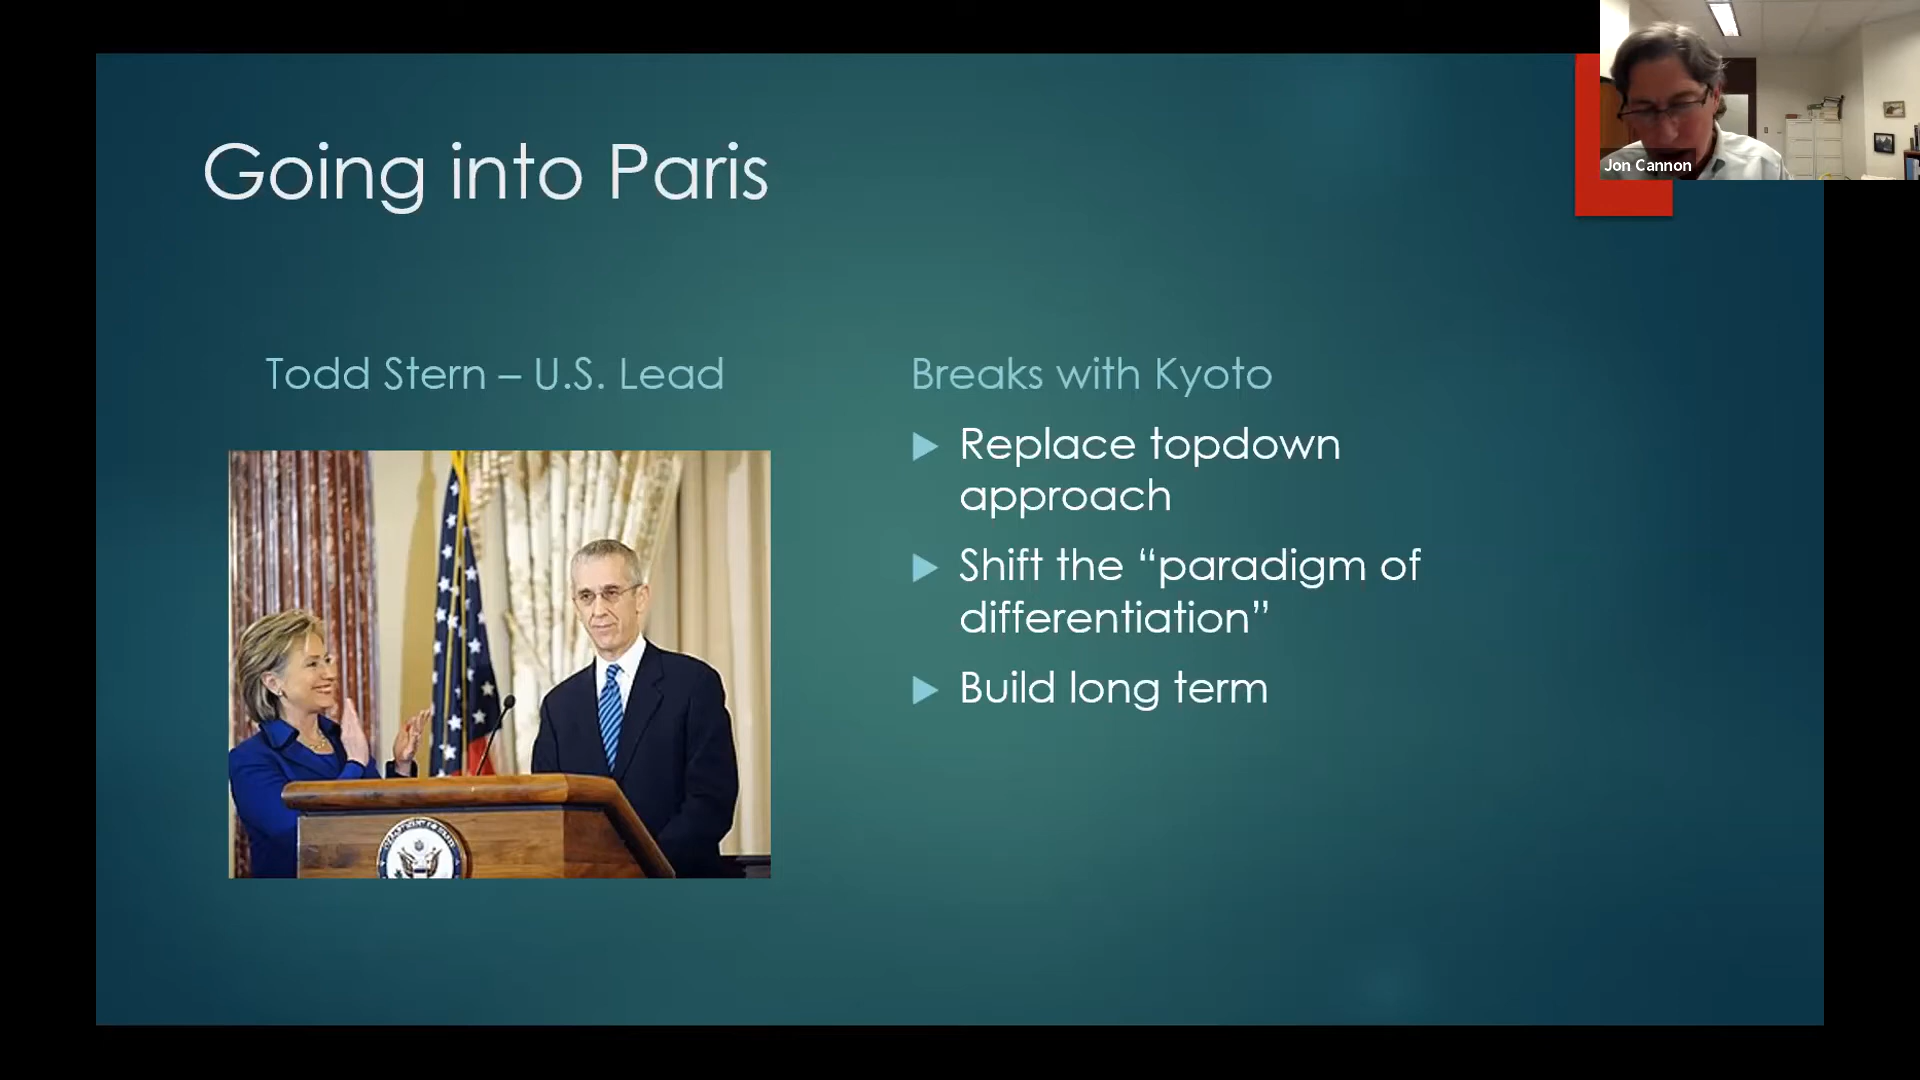 Going into Paris
Jon Cannon
Todd Stern – U.S. Lead
Breaks with Kyoto
Replace topdown
approach
Shift the “paradigm of
differentiation”
Build long term